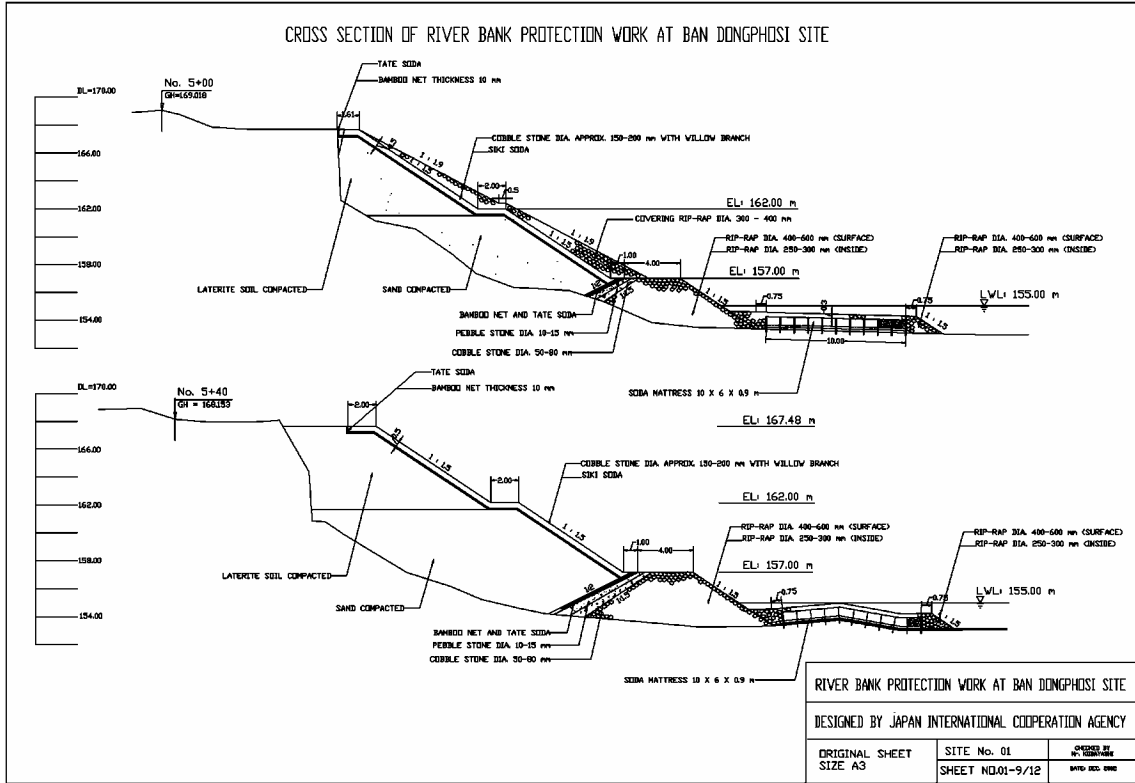 CROSS SECTION OF RIVER BANK PROTECTION WORK AT BAN DONGPHOSI SITE
TATE SODA
BAMBOO NET THICKNESS 10 mm
No. 5+00
GH=169.018
DL=170.00
166.00
162.00
158.00
154.00
1.61
COBBLE STONE DIA. APPROX. 150-200 mm WITH WILLOW BRANCH
SIKI SODA
1 : 1.9
1 : 1.5
2.00
0.5
EL: 162.00 m
COVERING RIP-RAP DIA. 300 - 400 mm
RIP-RAP DIA. 400-600 mm (SURFACE)
RIP-RAP DIA. 250-300 mm (INSIDE)
RIP-RAP DIA. 400-600 mm (SURFACE)
RIP-RAP DIA. 250-300 mm (INSIDE)
1 : 1.9
1 : 1.5
1.00
4.00
EL: 157.00 m
1 : 1.5
LATERITE SOIL COMPACTED
SAND COMPACTED
1:2
0.75
0.75
LWL: 155.00 m
1 : 1.5
10.00
BAMBOO NET AND TATE SODA
PEBBLE STONE DIA. 10-15 mm
COBBLE STONE DIA. 50-80 mm
SODA MATTRESS 10 X 6 X 0.9 m
TATE SODA
BAMBOO NET THICKNESS 10 mm
No. 5+40
GH = 168.153
DL=170.00
166.00
162.00
158.00
154.00
2.00
EL: 167.48 m
1 : 1.5
COBBLE STONE DIA. APPROX. 150-200 mm WITH WILLOW BRANCH
SIKI SODA
2.00
EL: 162.00 m
1 : 1.5
RIP-RAP DIA. 400-600 mm (SURFACE)
RIP-RAP DIA. 250-300 mm (INSIDE)
RIP-RAP DIA. 400-600 mm (SURFACE)
RIP-RAP DIA. 250-300 mm (INSIDE)
1.00
4.00
EL: 157.00 m
LATERITE SOIL COMPACTED
SAND COMPACTED
1:2
1 : 1.5
0.75
0.75
LWL: 155.00 m
1 : 1.5
BAMBOO NET AND TATE SODA
PEBBLE STONE DIA. 10-15 mm
COBBLE STONE DIA. 50-80 mm
SODA MATTRESS 10 X 6 X 0.9 m
RIVER BANK PROTECTION WORK AT BAN DONGPHOSI SITE
DESIGNED BY JAPAN INTERNATIONAL COOPERATION AGENCY
ORIGINAL SHEET
SIZE A3
SITE No. 01
SHEET NO.01-9/12
CHECKED BY